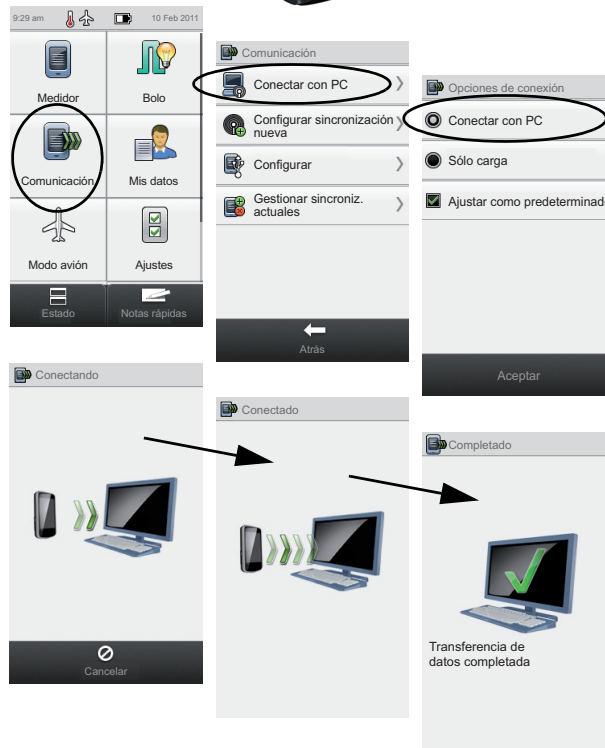 9:29 am
10 Feb 2011
Medidor
Bolo
Comunicación
Mis datos
Modo avión
Ajustes
Estado
Notas rápidas
Comunicación
Conectar con PC
Configurar sincronización
nueva
Configurar
Gestionar sincroniz.
actuales
Atrás
Opciones de conexión
Conectar con PC
Sólo carga
Ajustar como predeterminado
Aceptar
Conectando
Cancelar
Conectado
Completado
Transferencia de
datos completada